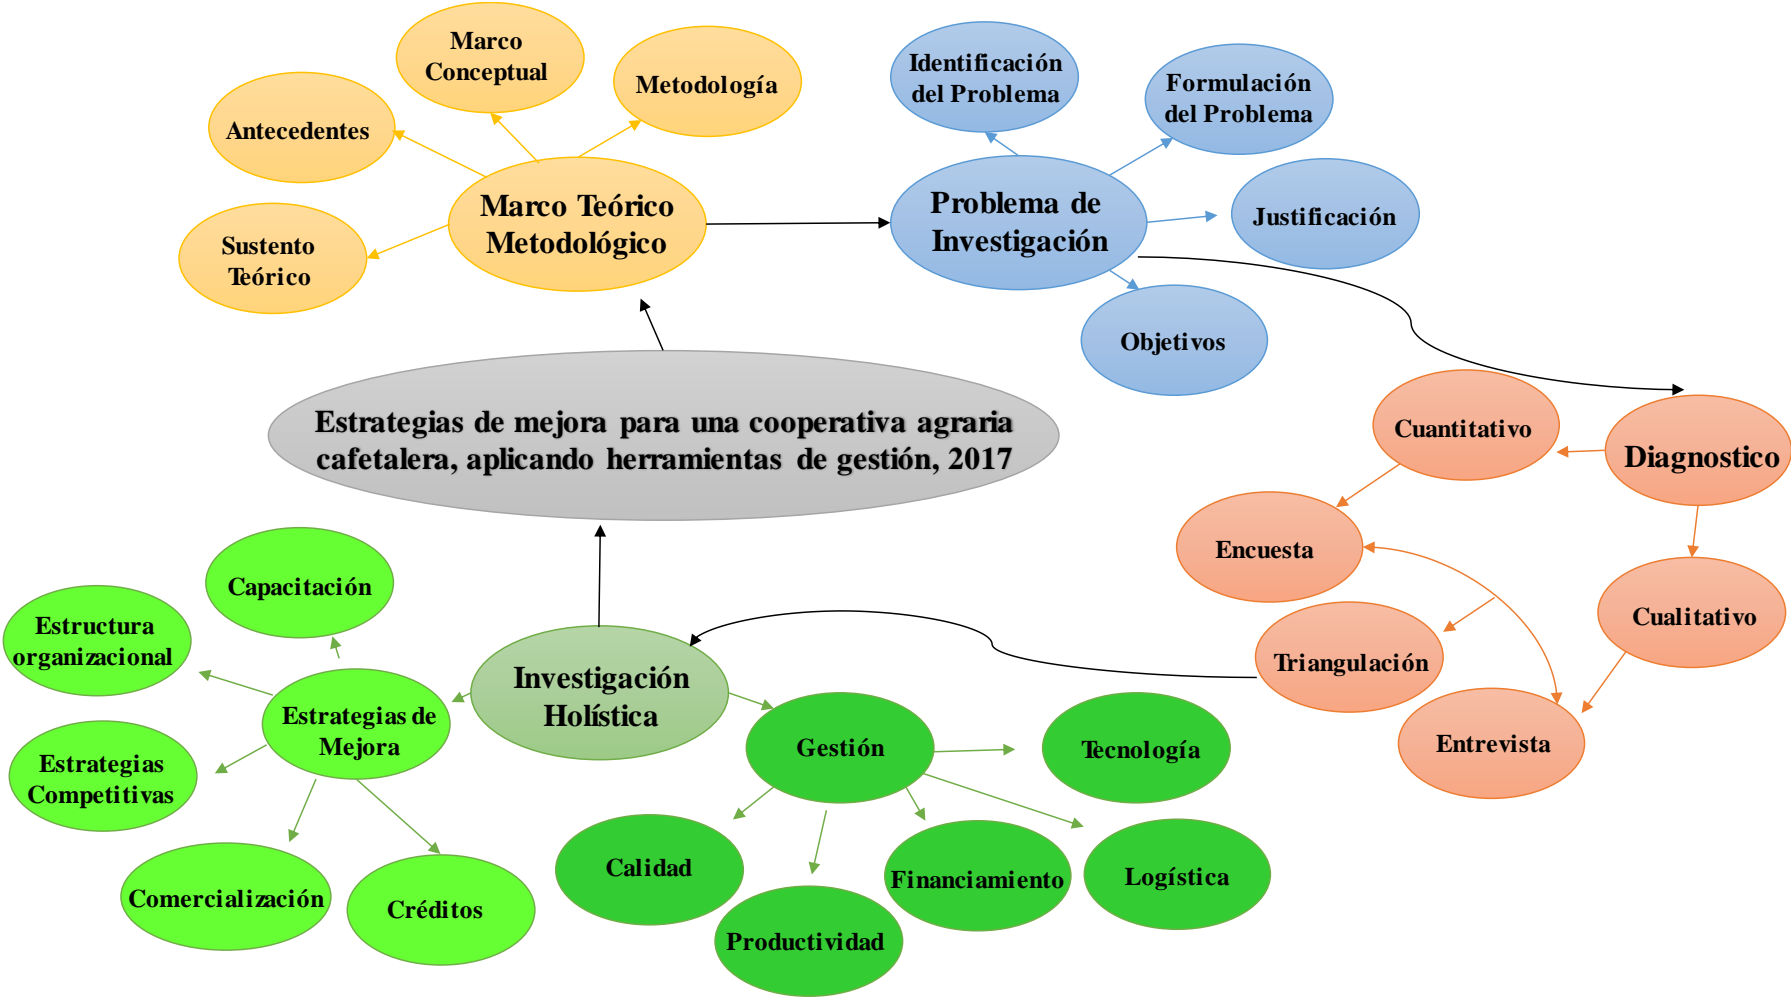 Marco
Conceptual
Metodología
Antecedentes
Sustento
Teórico
Marco Teórico
Metodológico
Identificación
del Problema
Formulación
del Problema
Justificación
Problema de
Investigación
Objetivos
Estrategias de mejora para una cooperativa agraria
cafetalera, aplicando herramientas de gestión, 2017
Cuantitativo
Diagnostico
Encuesta
Cualitativo
Triangulación
Entrevista
Capacitación
Estructura
organizacional
Estrategias de
Mejora
Estrategias
Competitivas
Comercialización
Créditos
Investigación
Holística
Gestión
Tecnología
Calidad
Productividad
Financiamiento
Logística